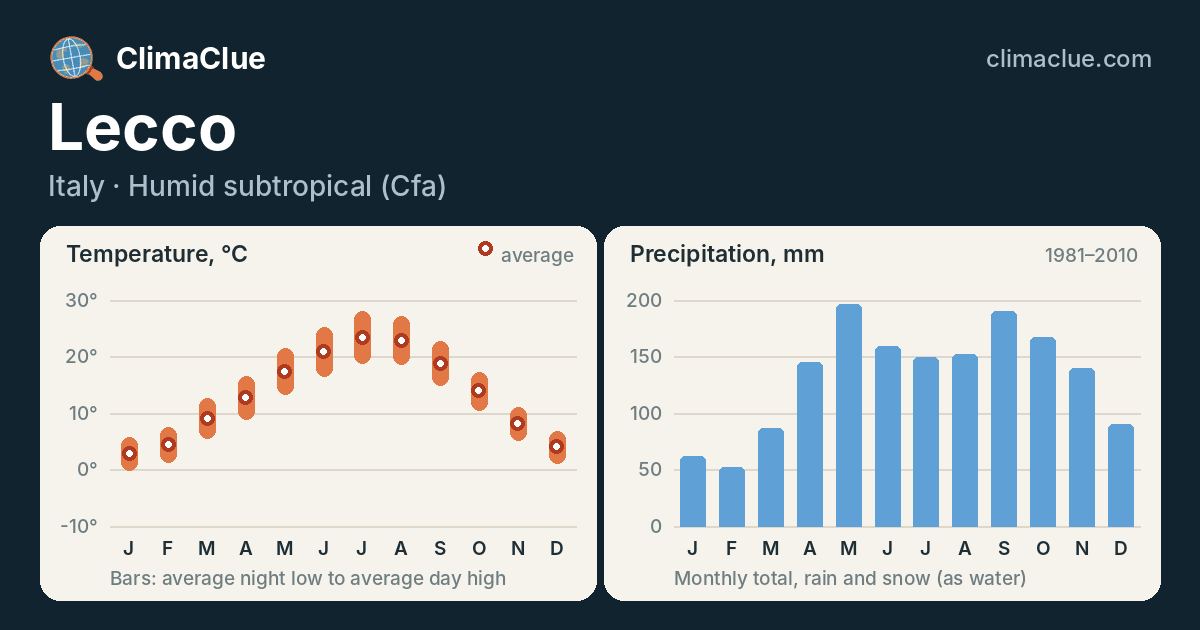 ClimaClue
climaclue.com
Lecco
Italy · Humid subtropical (Cfa)
Temperature, °C
average
30°
20°
10°
0°
-10°
J F M A M J J A S O N D
Bars: average night low to average day high
Precipitation, mm
1981–2010
200
150
100
50
0
J F M A M J J A S O N D
Monthly total, rain and snow (as water)